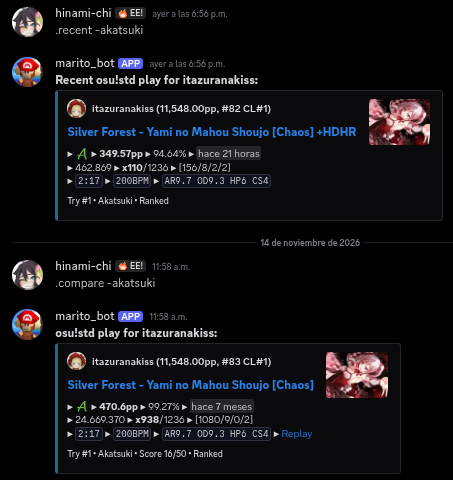 hinami-chi EE! ayer a las 6:56 p.m.
.recent -akatsuki
marito_bot APP ayer a las 6:56 p.m.
Recent osu!std play for itazuranakiss:
itazuranakiss (11,548.00pp, #82 CL#1)
Silver Forest - Yami no Mahou Shoujo [Chaos] +HDHR
▸ A ▸ 349.57pp ▸ 94.64% ▸ hace 21 horas
▸ 462.869 ▸ x110/1236 ▸ [156/8/2/2]
▸ 2:17 ▸ 200BPM ▸ AR9.7 OD9.3 HP6 CS4
Try #1 • Akatsuki • Ranked
14 de noviembre de 2026
hinami-chi EE! 11:58 a.m.
.compare -akatsuki
marito_bot APP 11:58 a.m.
osu!std play for itazuranakiss:
itazuranakiss (11,548.00pp, #83 CL#1)
Silver Forest - Yami no Mahou Shoujo [Chaos]
▸ A ▸ 470.6pp ▸ 99.27% ▸ hace 7 meses
▸ 24.669.370 ▸ x938/1236 ▸ [1080/9/0/2]
▸ 2:17 ▸ 200BPM ▸ AR9.7 OD9.3 HP6 CS4 ▸ Replay
Try #1 • Akatsuki • Score 16/50 • Ranked